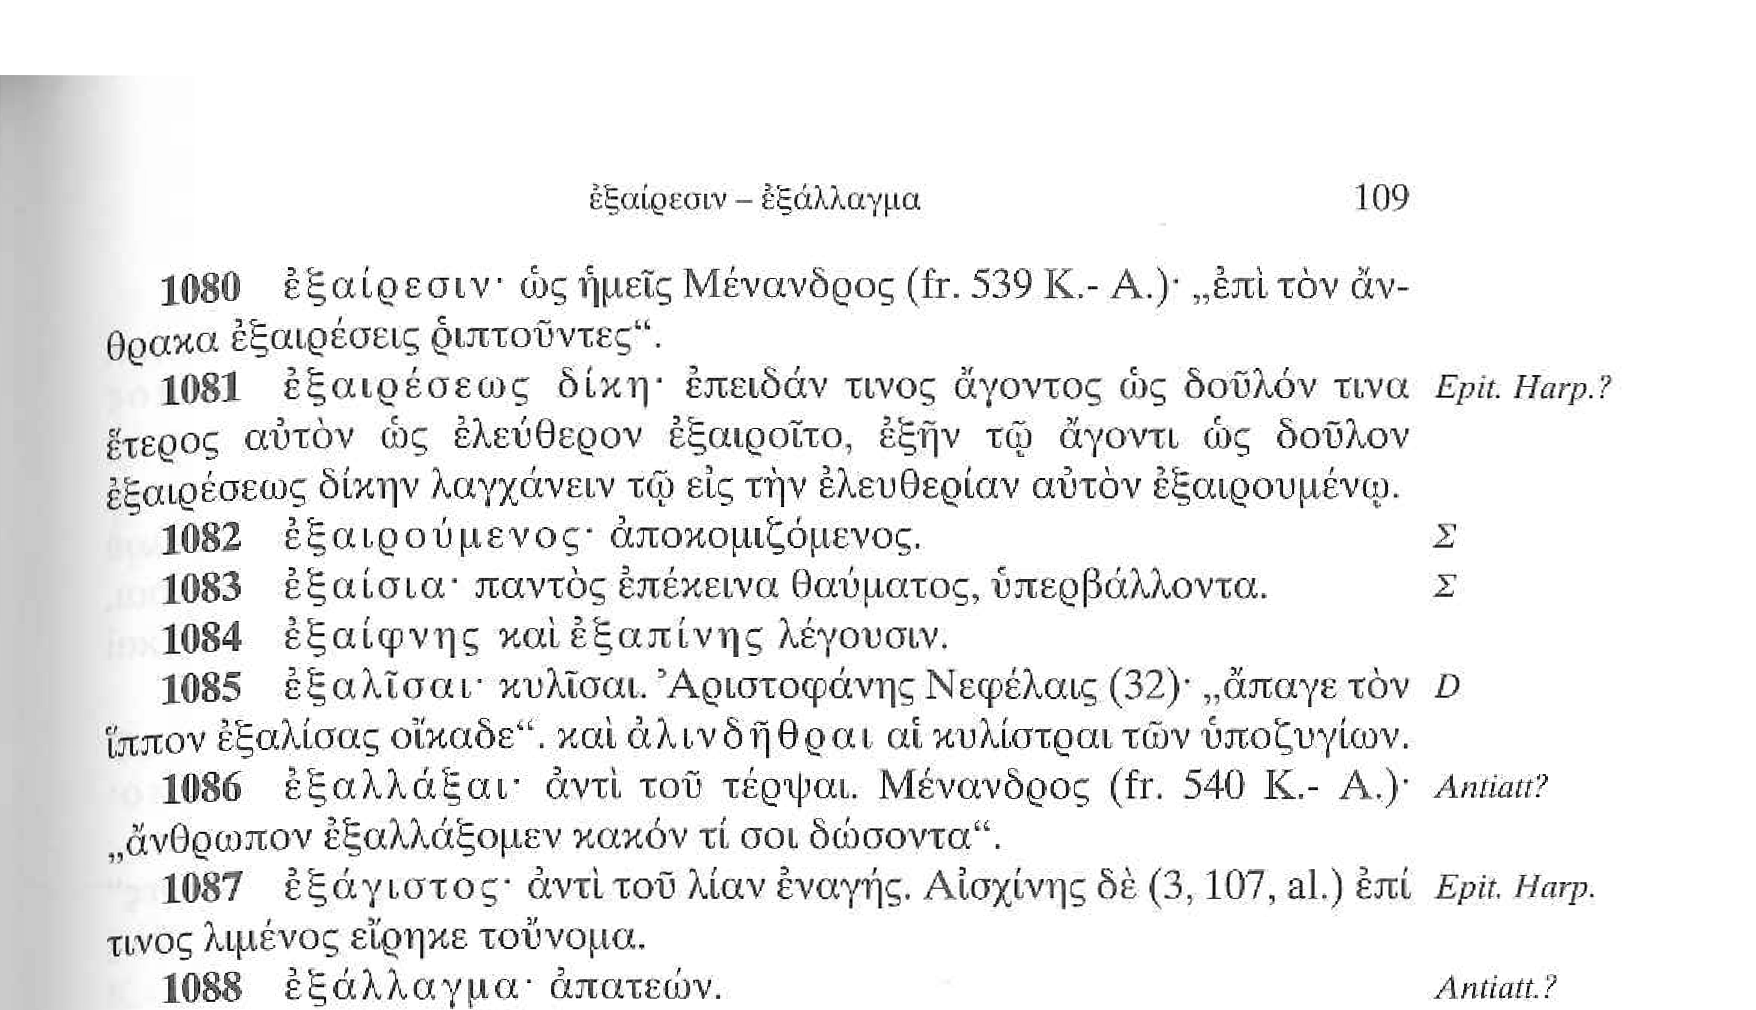 ἐξαίρεσιν – ἐξάλλαγμα 109
1080 ἐξαίρεσιν· ὡς ἡμεῖς Μένανδρος (fr. 539 K.- A.)· „ἐπὶ τὸν ἄν-
θρακα ἐξαιρέσεις ῥιπτοῦντες“.
1081 ἐξαιρέσεως δίκη· ἐπειδάν τινος ἄγοντος ὡς δοῦλόν τινα Epit. Harp.?
ἕτερος αὐτὸν ὡς ἐλεύθερον ἐξαιροῖτο, ἐξῆν τῷ ἄγοντι ὡς δοῦλον
ἐξαιρέσεως δίκην λαγχάνειν τῷ εἰς τὴν ἐλευθερίαν αὐτὸν ἐξαιρουμένῳ.
1082 ἐξαιρούμενος· ἀποκομιζόμενος. Σ
1083 ἐξαίσια· παντὸς ἐπέκεινα θαύματος, ὑπερβάλλοντα. Σ
1084 ἐξαίφνης καὶ ἐξαπίνης λέγουσιν.
1085 ἐξαλῖσαι· κυλῖσαι. Ἀριστοφάνης Νεφέλαις (32)· „ἄπαγε τὸν D
ἵππον ἐξαλίσας οἴκαδε“. καὶ ἀλινδῆθραι αἱ κυλίστραι τῶν ὑποζυγίων.
1086 ἐξαλλάξαι· ἀντὶ τοῦ τέρψαι. Μένανδρος (fr. 540 K.- A.)· Antiatt?
„ἄνθρωπον ἐξαλλάξομεν κακόν τί σοι δώσοντα“.
1087 ἐξάγιστος· ἀντὶ τοῦ λίαν ἐναγής. Αἰσχίνης δὲ (3, 107, al.) ἐπί Epit. Harp.
τινος λιμένος εἴρηκε τοὔνομα.
1088 ἐξάλλαγμα· ἀπατεών. Antiatt.?